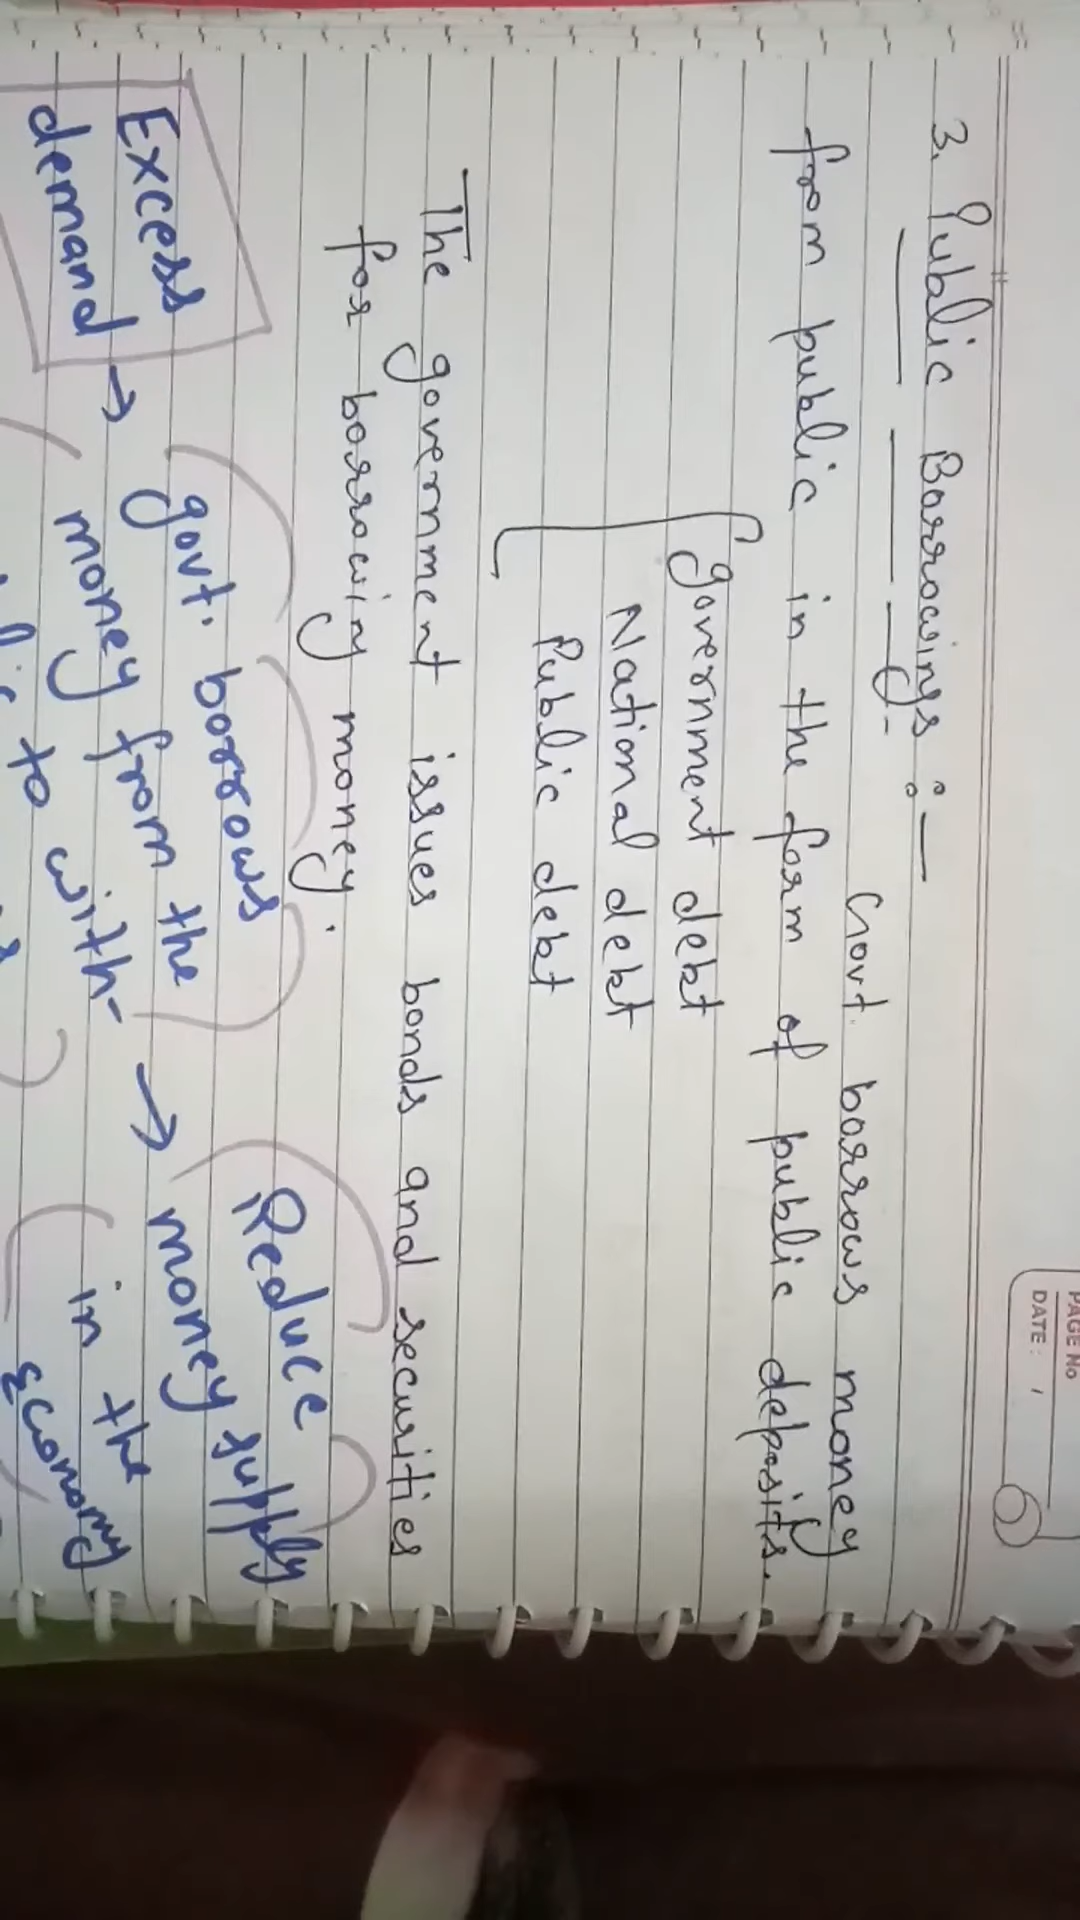 PAGE No
DATE :
3. Public Borrowings :-
Govt. borrows money
from public in the form of public deposits.
Government debt
National debt
Public debt
The government issues bonds and securities
for borrowing money.
Excess
demand → govt. borrows
money from the
to with- → Reduce
money supply
in the
economy